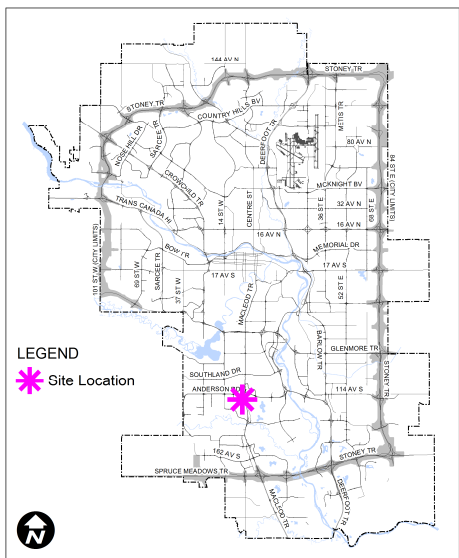 144 AV N
STONEY TR
STONEY TR
COUNTRY HILLS BV
METIS TR
DEERFOOT TR
SARCEE TR
NOSE HILL DR
80 AV N
CROWCHILD TR
14 ST W
CENTRE ST
MCKNIGHT BV
36 ST E
32 AV N
68 ST E
84 ST E (CITY LIMITS)
TRANS CANADA HI
16 AV N
16 AV N
101 ST W (CITY LIMITS)
BOW TR
MEMORIAL DR
17 AV S
69 ST W
SARCEE TR
37 ST W
17 AV S
52 ST E
MACLEOD TR
BARLOW TR
GLENMORE TR
STONEY TR
LEGEND
Site Location
SOUTHLAND DR
ANDERSON
114 AV S
162 AV S
STONEY TR
SPRUCE MEADOWS TR
MACLEOD TR
DEERFOOT TR
N